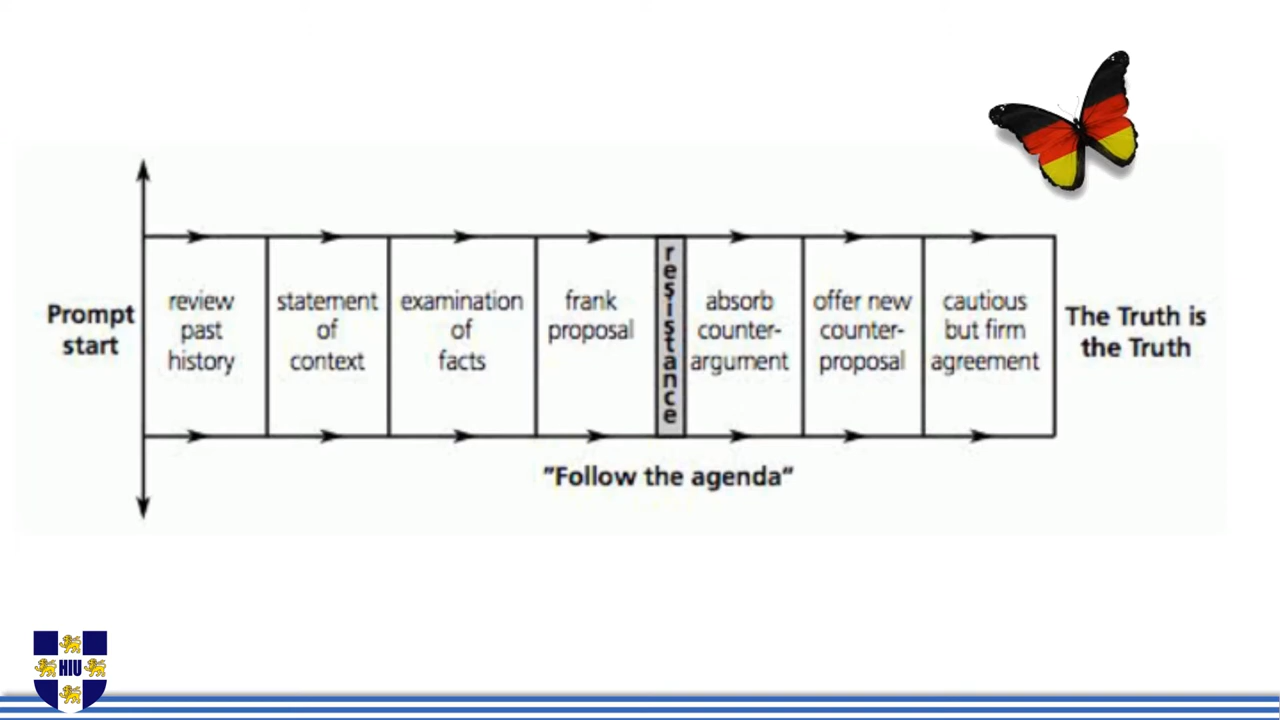 Prompt
start
review
past
history
statement
of
context
examination
of
facts
frank
proposal
resistance
absorb
counter-
argument
offer new
counter-
proposal
cautious
but firm
agreement
The Truth is
the Truth
"Follow the agenda"
HIU